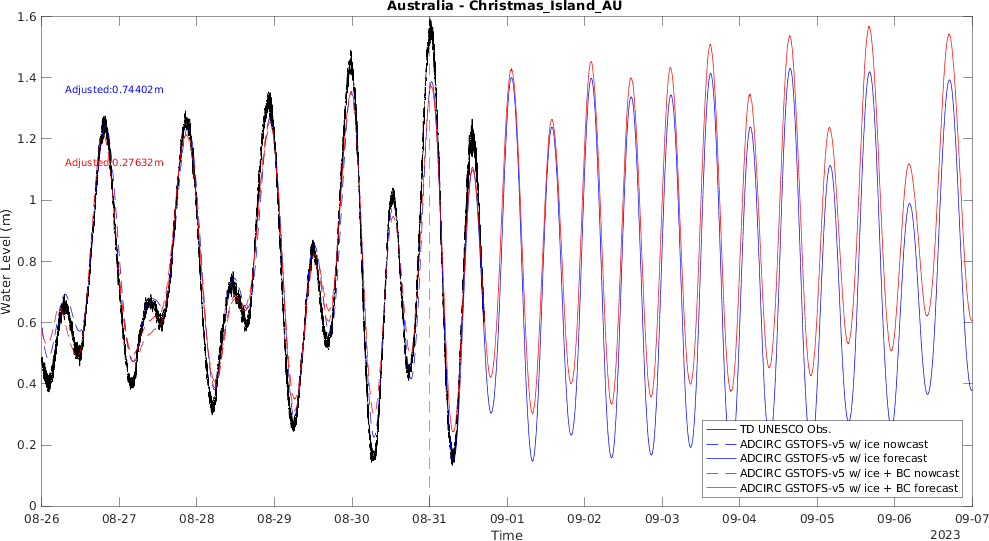 Australia - Christmas_Island_AU
1.6
1.4
1.2
1
0.8
0.6
0.4
0.2
0
Water Level (m)
Adjusted:0.74402m
Adjusted:0.27632m
TD UNESCO Obs.
ADCIRC GSTOFS-v5 w/ ice nowcast
ADCIRC GSTOFS-v5 w/ ice forecast
ADCIRC GSTOFS-v5 w/ ice + BC nowcast
ADCIRC GSTOFS-v5 w/ ice + BC forecast
08-26 08-27 08-28 08-29 08-30 08-31 09-01 09-02 09-03 09-04 09-05 09-06 09-07
Time
2023